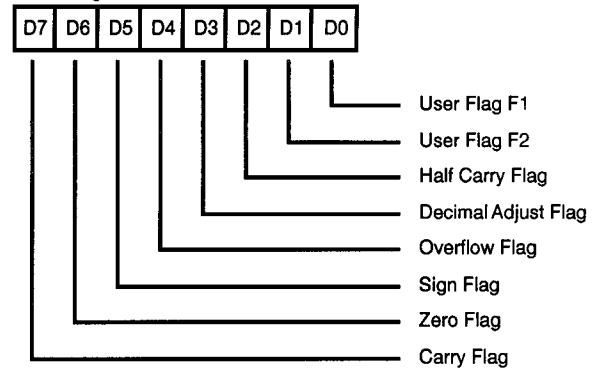 D7 D6 D5 D4 D3 D2 D1 D0
User Flag F1
User Flag F2
Half Carry Flag
Decimal Adjust Flag
Overflow Flag
Sign Flag
Zero Flag
Carry Flag